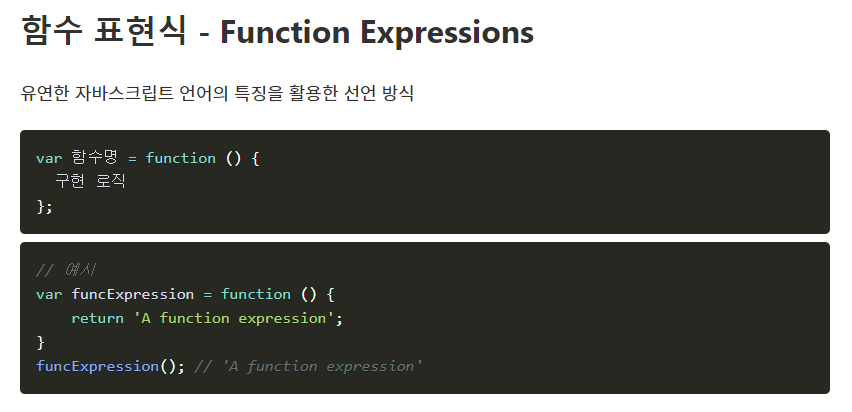 함수 표현식 - Function Expressions
유연한 자바스크립트 언어의 특징을 활용한 선언 방식
var 함수명 = function () {
  구현 로직
};
// 예시
var funcExpression = function () {
    return 'A function expression';
}
funcExpression(); // 'A function expression'